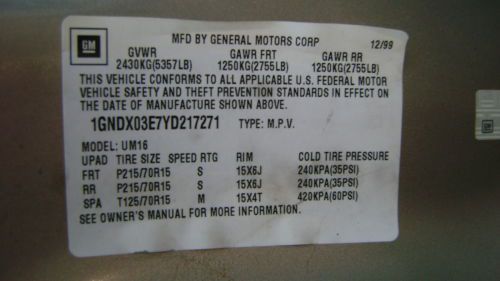 GM
MFD BY GENERAL MOTORS CORP 12/99
GVWR GAWR FRT GAWR RR
2430KG(5357LB) 1250KG(2755LB) 1250KG(2755LB)
THIS VEHICLE CONFORMS TO ALL APPLICABLE U.S. FEDERAL MOTOR
VEHICLE SAFETY AND THEFT PREVENTION STANDARDS IN EFFECT ON
THE DATE OF MANUFACTURE SHOWN ABOVE.
1GNDX03E7YD217271 TYPE: M.P.V.
MODEL: UM16
UPAD TIRE SIZE SPEED RTG RIM COLD TIRE PRESSURE
FRT P215/70R15 S 15X6J 240KPA(35PSI)
RR P215/70R15 S 15X6J 240KPA(35PSI)
SPA T125/70R15 M 15X4T 420KPA(60PSI)
SEE OWNER'S MANUAL FOR MORE INFORMATION.